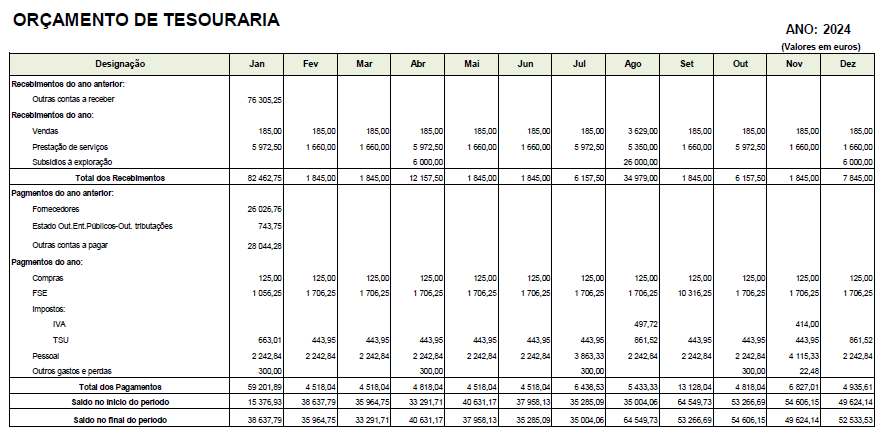 ORÇAMENTO DE TESOURARIA
ANO: 2024
(Valores em euros)
Designação Jan Fev Mar Abr Mai Jun Jul Ago Set Out Nov Dez
Recebimentos do ano anterior:
Outras contas a receber 76 305,25
Recebimentos do ano:
Vendas 185,00 185,00 185,00 185,00 185,00 185,00 185,00 3 629,00 185,00 185,00 185,00 185,00
Prestação de serviços 5 972,50 1 660,00 1 660,00 5 972,50 1 660,00 1 660,00 5 972,50 5 350,00 1 660,00 5 972,50 1 660,00 1 660,00
Subsídios à exploração 6 000,00 26 000,00 6 000,00
Total dos Recebimentos 82 462,75 1 845,00 1 845,00 12 157,50 1 845,00 1 845,00 6 157,50 34 979,00 1 845,00 6 157,50 1 845,00 7 845,00
Pagmentos do ano anterior:
Fornecedores 26 026,76
Estado Out.Ent.Públicos-Out. tributações 743,75
Outras contas a pagar 28 044,28
Pagmentos do ano:
Compras 125,00 125,00 125,00 125,00 125,00 125,00 125,00 125,00 125,00 125,00 125,00 125,00
FSE 1 056,25 1 706,25 1 706,25 1 706,25 1 706,25 1 706,25 1 706,25 1 706,25 10 316,25 1 706,25 1 706,25 1 706,25
Impostos:
IVA 497,72 414,00
TSU 663,01 443,95 443,95 443,95 443,95 443,95 443,95 861,52 443,95 443,95 443,95 861,52
Pessoal 2 242,84 2 242,84 2 242,84 2 242,84 2 242,84 2 242,84 3 863,33 2 242,84 2 242,84 2 242,84 4 115,33 2 242,84
Outros gastos e perdas 300,00 300,00 300,00 300,00 22,48
Total dos Pagamentos 59 201,89 4 518,04 4 518,04 4 818,04 4 518,04 4 518,04 6 438,53 5 433,33 13 128,04 4 818,04 6 827,01 4 935,61
Saldo no início do período 15 376,93 38 637,79 35 964,75 33 291,71 40 631,17 37 958,13 35 285,09 35 004,06 64 549,73 53 266,69 54 606,15 49 624,14
Saldo no final do período 38 637,79 35 964,75 33 291,71 40 631,17 37 958,13 35 285,09 35 004,06 64 549,73 53 266,69 54 606,15 49 624,14 52 533,53